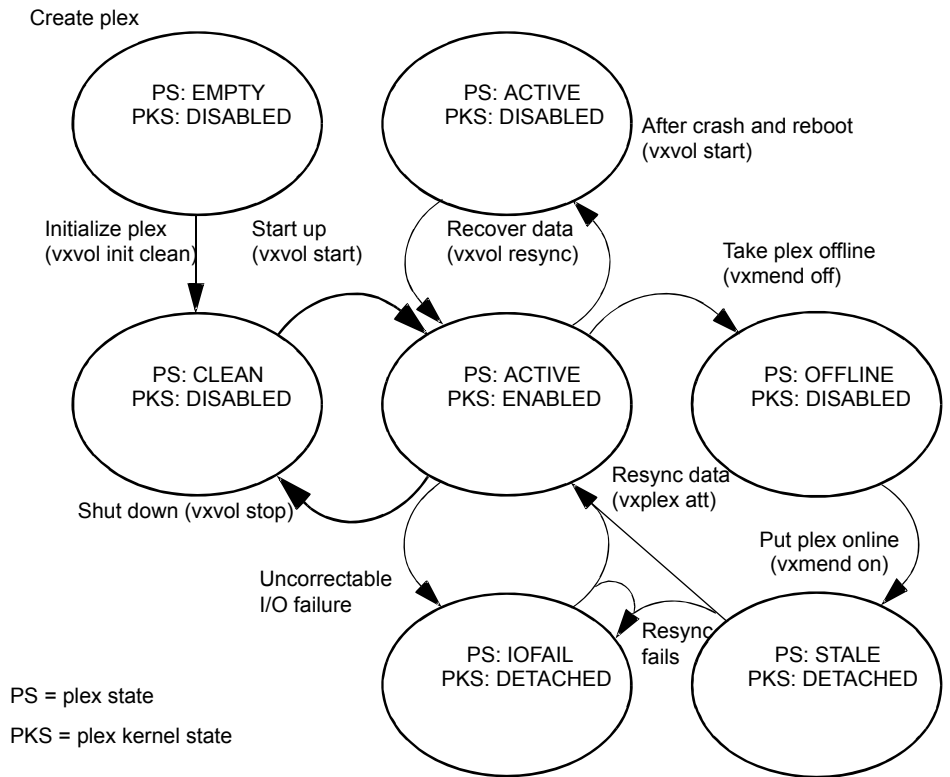 Create plex
PS: EMPTY
PKS: DISABLED
PS: ACTIVE
PKS: DISABLED
After crash and reboot
(vxvol start)
Initialize plex
(vxvol init clean)
Start up
(vxvol start)
Recover data
(vxvol resync)
Take plex offline
(vxmend off)
PS: CLEAN
PKS: DISABLED
PS: ACTIVE
PKS: ENABLED
PS: OFFLINE
PKS: DISABLED
Shut down (vxvol stop)
Resync data
(vxplex att)
Put plex online
(vxmend on)
Uncorrectable
I/O failure
Resync
fails
PS: IOFAIL
PKS: DETACHED
PS: STALE
PKS: DETACHED
PS = plex state
PKS = plex kernel state